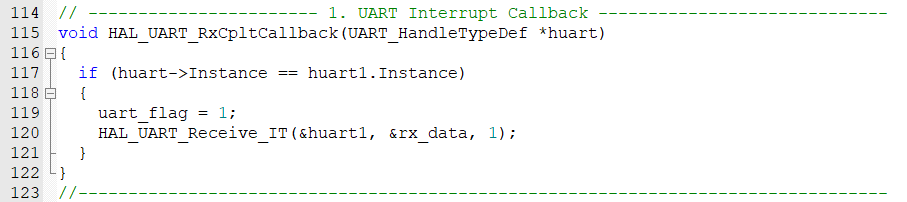 114 // ----------------------- 1. UART Interrupt Callback -----------------------------
115 void HAL_UART_RxCpltCallback(UART_HandleTypeDef *huart)
116 {
117   if (huart->Instance == huart1.Instance)
118   {
119     uart_flag = 1;
120     HAL_UART_Receive_IT(&huart1, &rx_data, 1);
121   }
122 }
123 //---------------------------------------------------------------------------------